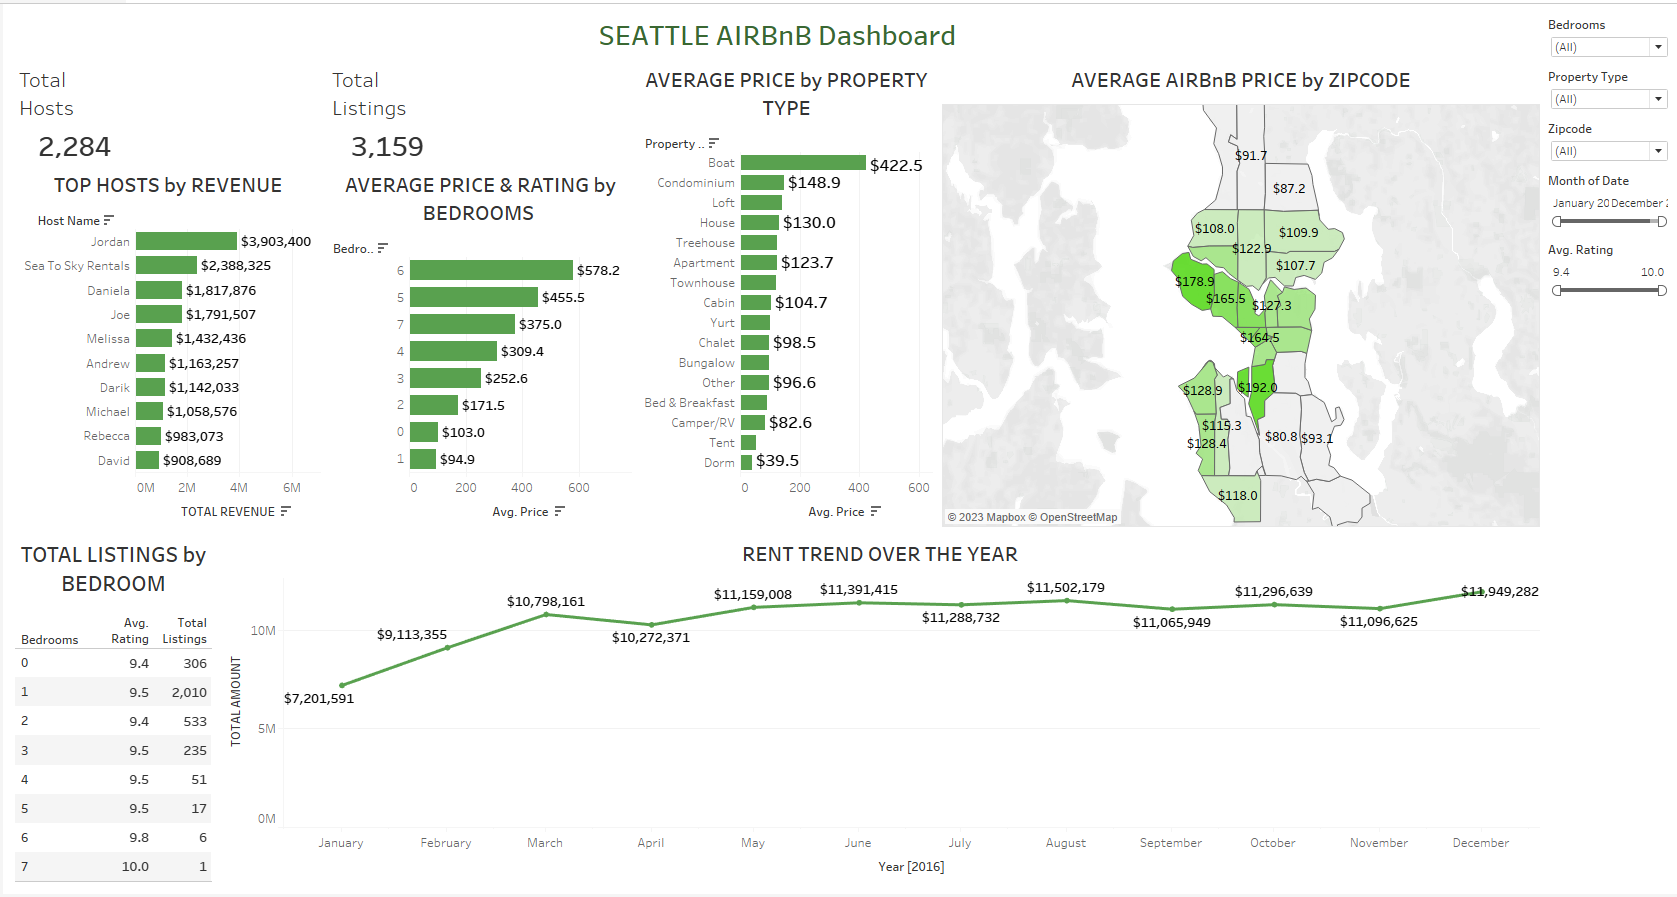 SEATTLE AIRBnB Dashboard
Total
Hosts
2,284
Total
Listings
3,159
TOP HOSTS by REVENUE
Host Name
Jordan $3,903,400
Sea To Sky Rentals $2,388,325
Daniela $1,817,876
Joe $1,791,507
Melissa $1,432,436
Andrew $1,163,257
Darik $1,142,033
Michael $1,058,576
Rebecca $983,073
David $908,689
0M 2M 4M 6M
TOTAL REVENUE
AVERAGE PRICE & RATING by
BEDROOMS
Bedro..
6 $578.2
5 $455.5
7 $375.0
4 $309.4
3 $252.6
2 $171.5
0 $103.0
1 $94.9
0 200 400 600
Avg. Price
AVERAGE PRICE by PROPERTY
TYPE
Property ..
Boat $422.5
Condominium $148.9
Loft
House $130.0
Treehouse
Apartment $123.7
Townhouse
Cabin $104.7
Yurt
Chalet $98.5
Bungalow
Other $96.6
Bed & Breakfast
Camper/RV $82.6
Tent
Dorm $39.5
0 200 400 600
Avg. Price
AVERAGE AIRBnB PRICE by ZIPCODE
$91.7
$87.2
$108.0
$109.9
$122.9
$107.7
$178.9
$165.5
$127.3
$164.5
$192.0
$128.9
$115.3
$128.4
$80.8
$93.1
$118.0
© 2023 Mapbox © OpenStreetMap
Bedrooms
(All)
Property Type
(All)
Zipcode
(All)
Month of Date
January 20 December 2
Avg. Rating
9.4 10.0
TOTAL LISTINGS by
BEDROOM
Bedrooms Avg. Rating Total Listings
0 9.4 306
1 9.5 2,010
2 9.4 533
3 9.5 235
4 9.5 51
5 9.5 17
6 9.8 6
7 10.0 1
RENT TREND OVER THE YEAR
TOTAL AMOUNT
10M
5M
0M
$7,201,591
$9,113,355
$10,798,161
$10,272,371
$11,159,008
$11,391,415
$11,288,732
$11,502,179
$11,065,949
$11,296,639
$11,096,625
$11,949,282
January February March April May June July August September October November December
Year [2016]